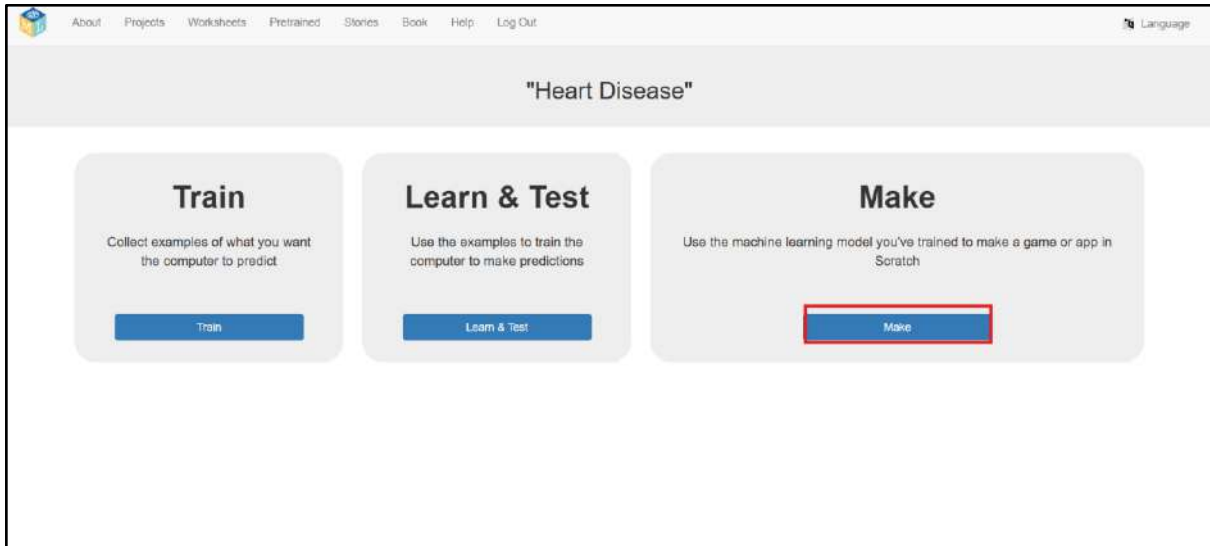 About Projects Worksheets Pretrained Stories Book Help Log Out Language
"Heart Disease"
Train
Collect examples of what you want
the computer to predict
Train
Learn & Test
Use the examples to train the
computer to make predictions
Learn & Test
Make
Use the machine learning model you've trained to make a game or app in
Scratch
Make